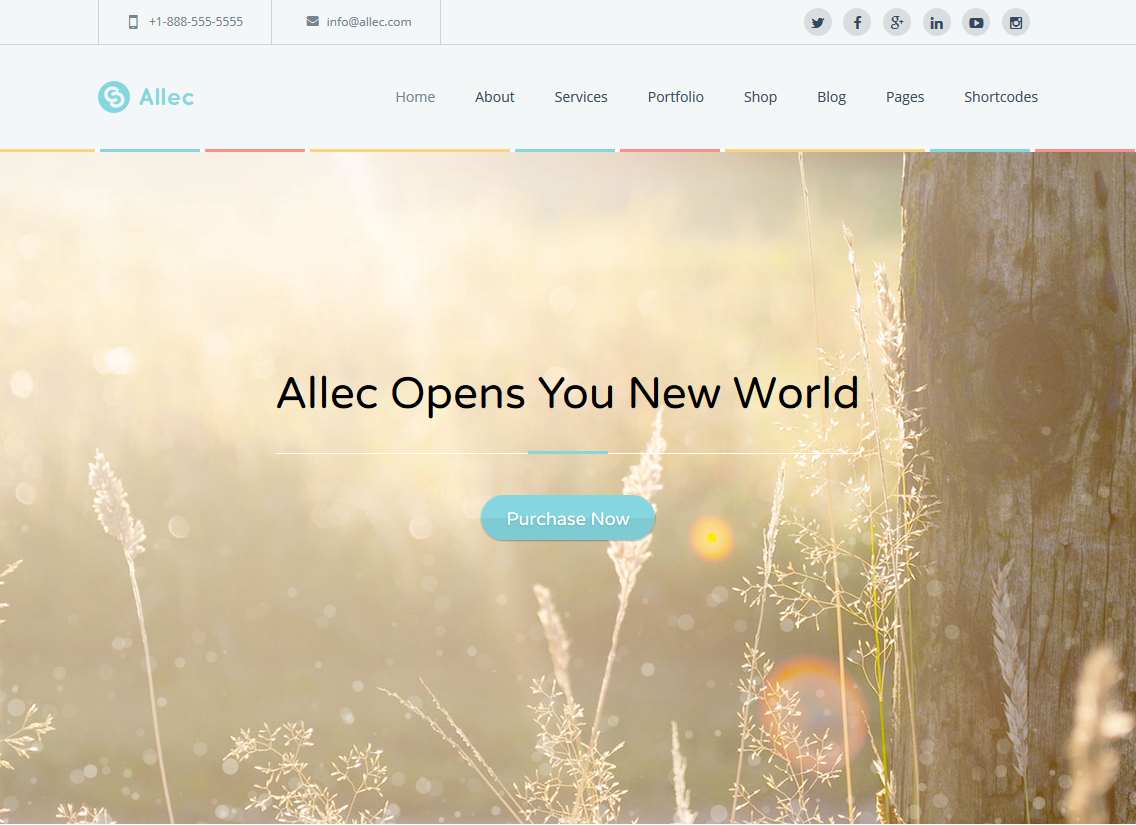 +1-888-555-5555 info@allec.com
Allec
Home About Services Portfolio Shop Blog Pages Shortcodes
Allec Opens You New World
Purchase Now